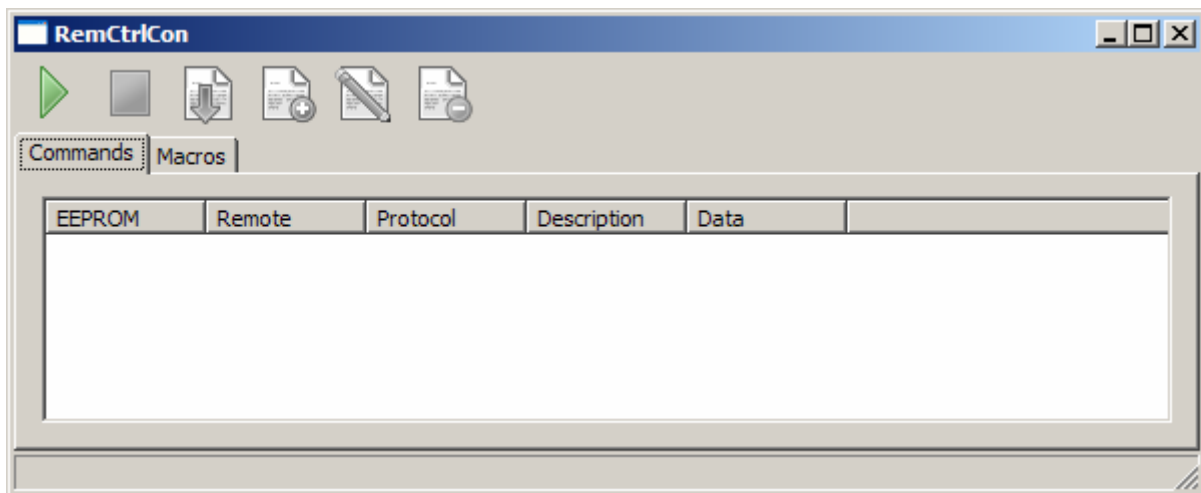 RemCtrlCon
Commands Macros
EEPROM Remote Protocol Description Data